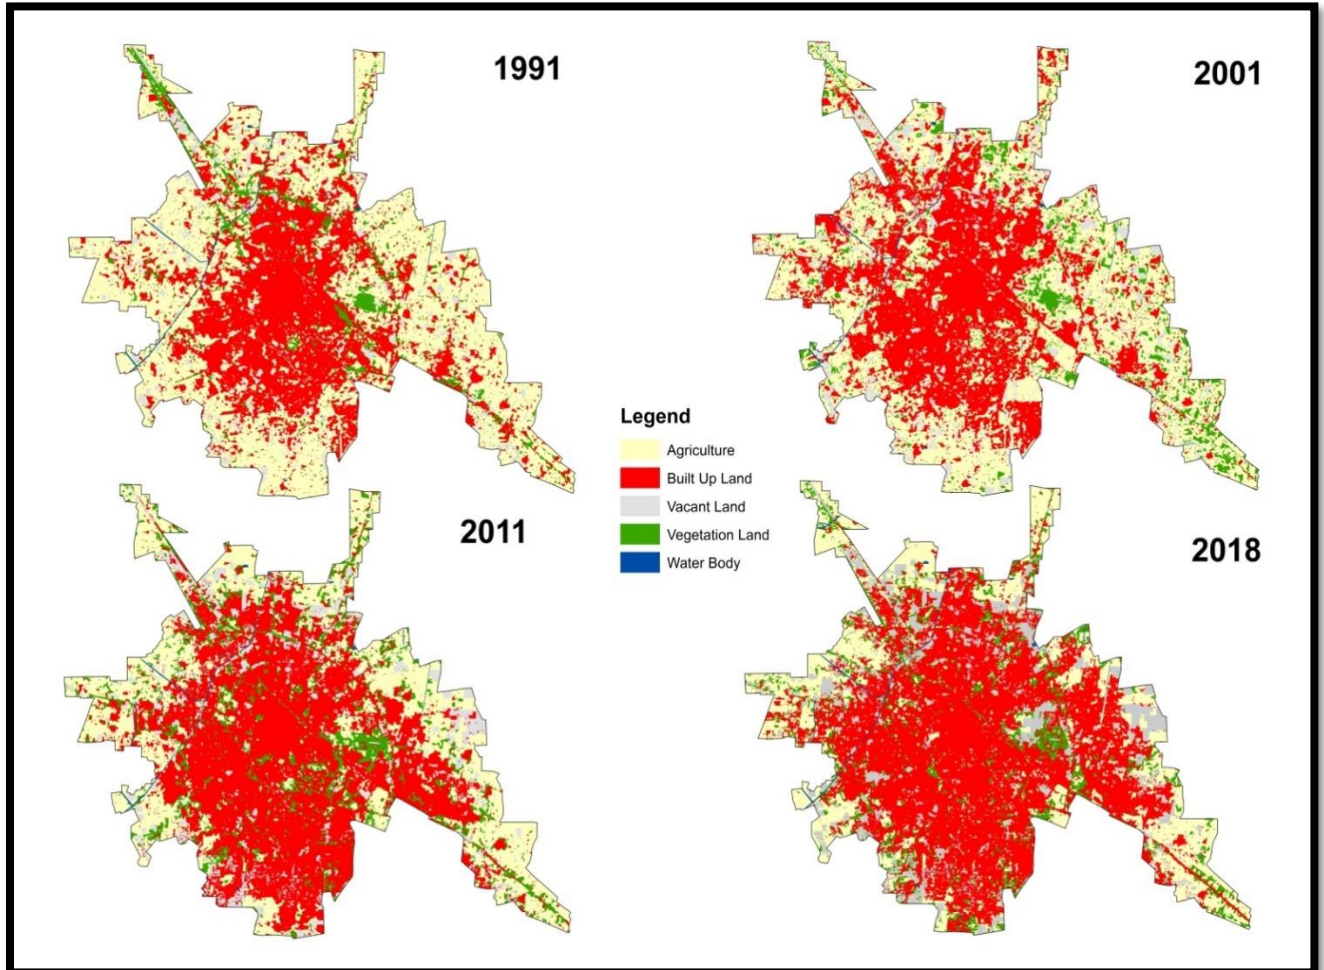 1991
2001
Legend
Agriculture
Built Up Land
Vacant Land
Vegetation Land
Water Body
2011
2018